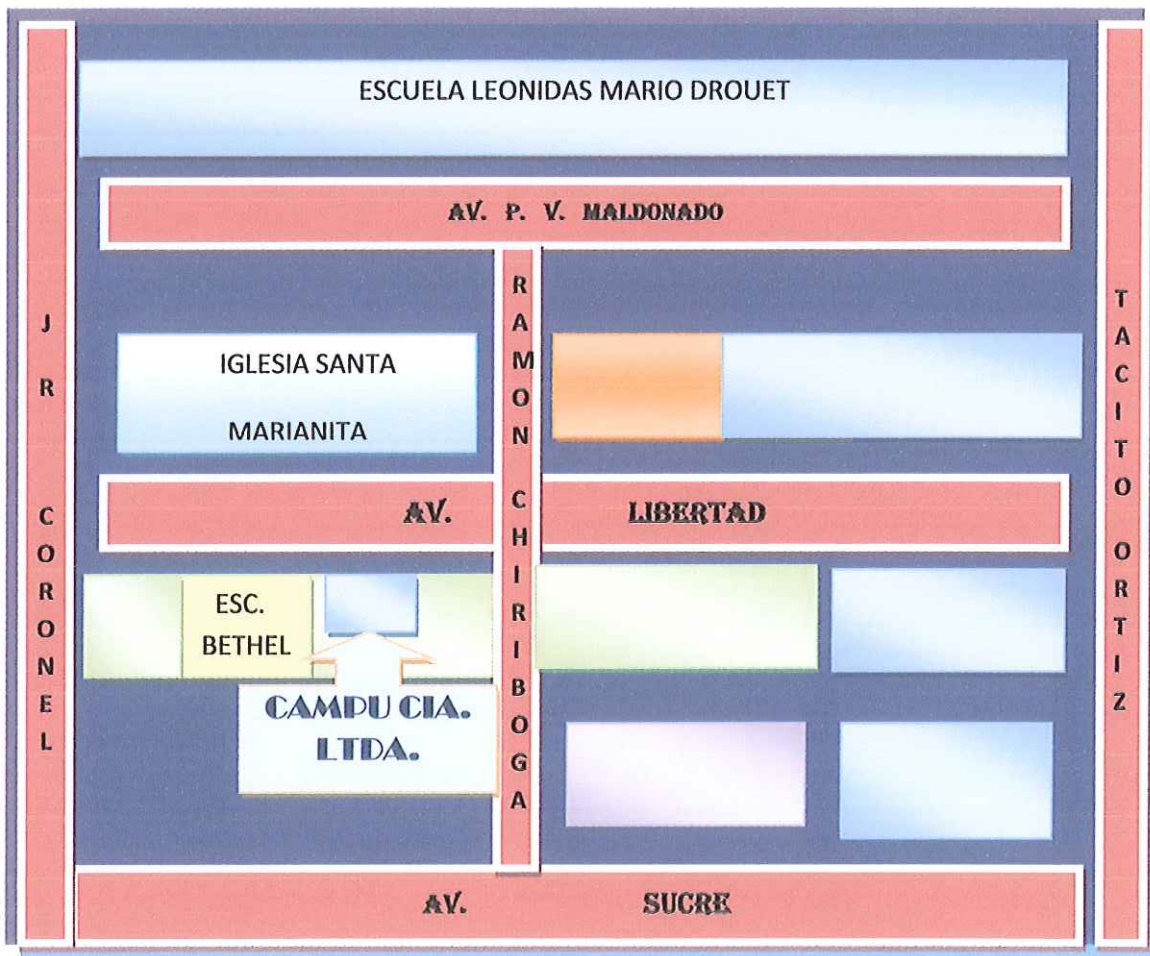 ESCUELA LEONIDAS MARIO DROUET
AV. P. V. MALDONADO
JR CORONEL
RAMON CHIRIBOGA
TACITO ORTIZ
IGLESIA SANTA
MARIANITA
AV. LIBERTAD
ESC.
BETHEL
CAMPU CIA.
LTDA.
AV. SUCRE